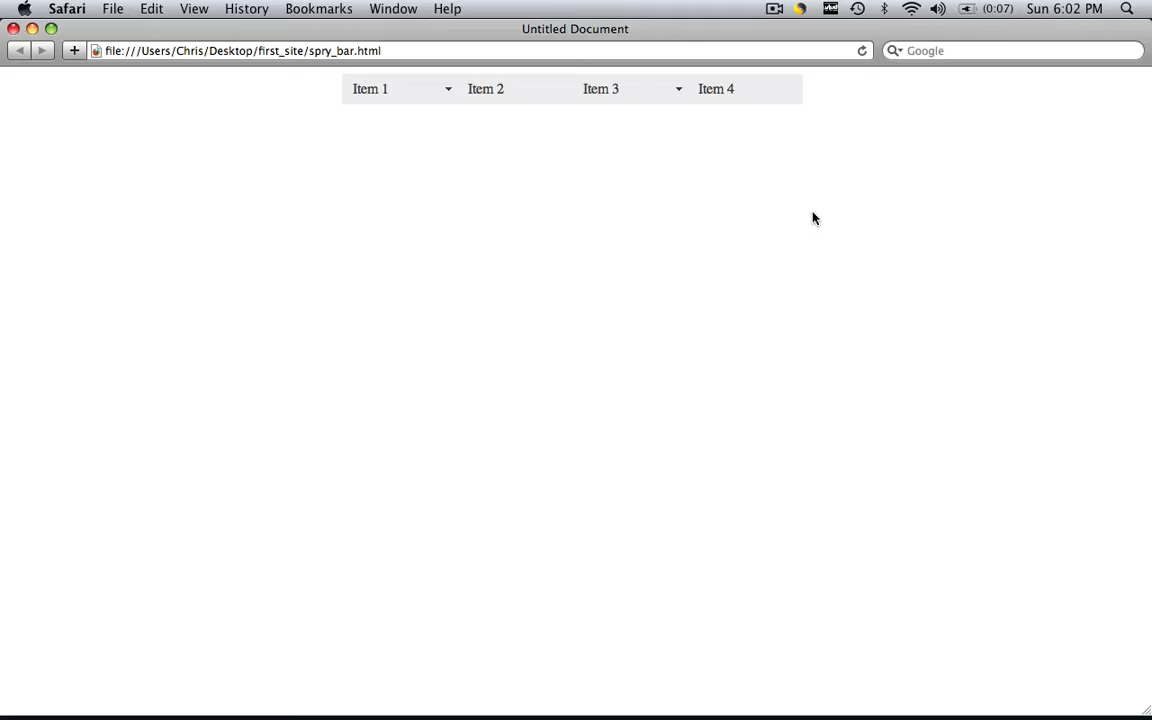 Safari File Edit View History Bookmarks Window Help (0:07) Sun 6:02 PM
Untitled Document
file:///Users/Chris/Desktop/first_site/spry_bar.html Google
Item 1 Item 2 Item 3 Item 4